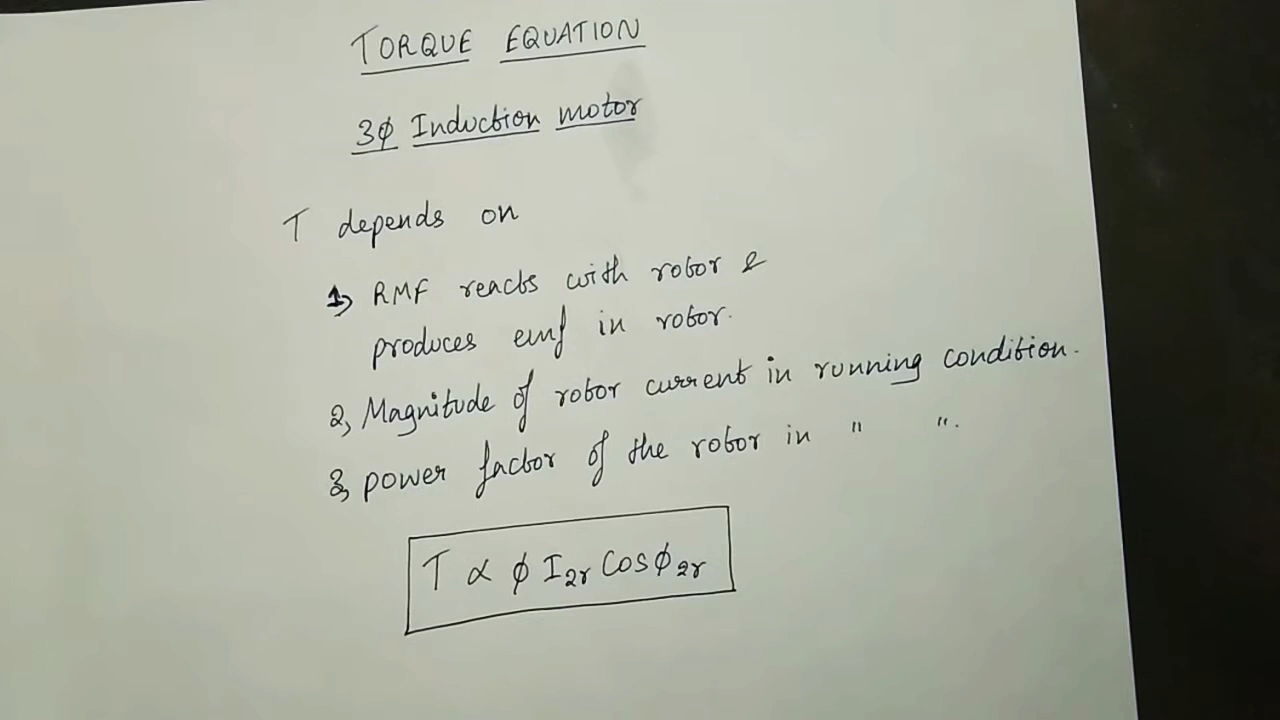 TORQUE EQUATION
3φ Induction motor
T depends on
1, RMF reacts with rotor &
produces emf in rotor.
2, Magnitude of rotor current in running condition.
3, power factor of the rotor in " ".
T ∝ φ I₂ᵣ Cosφ₂ᵣ